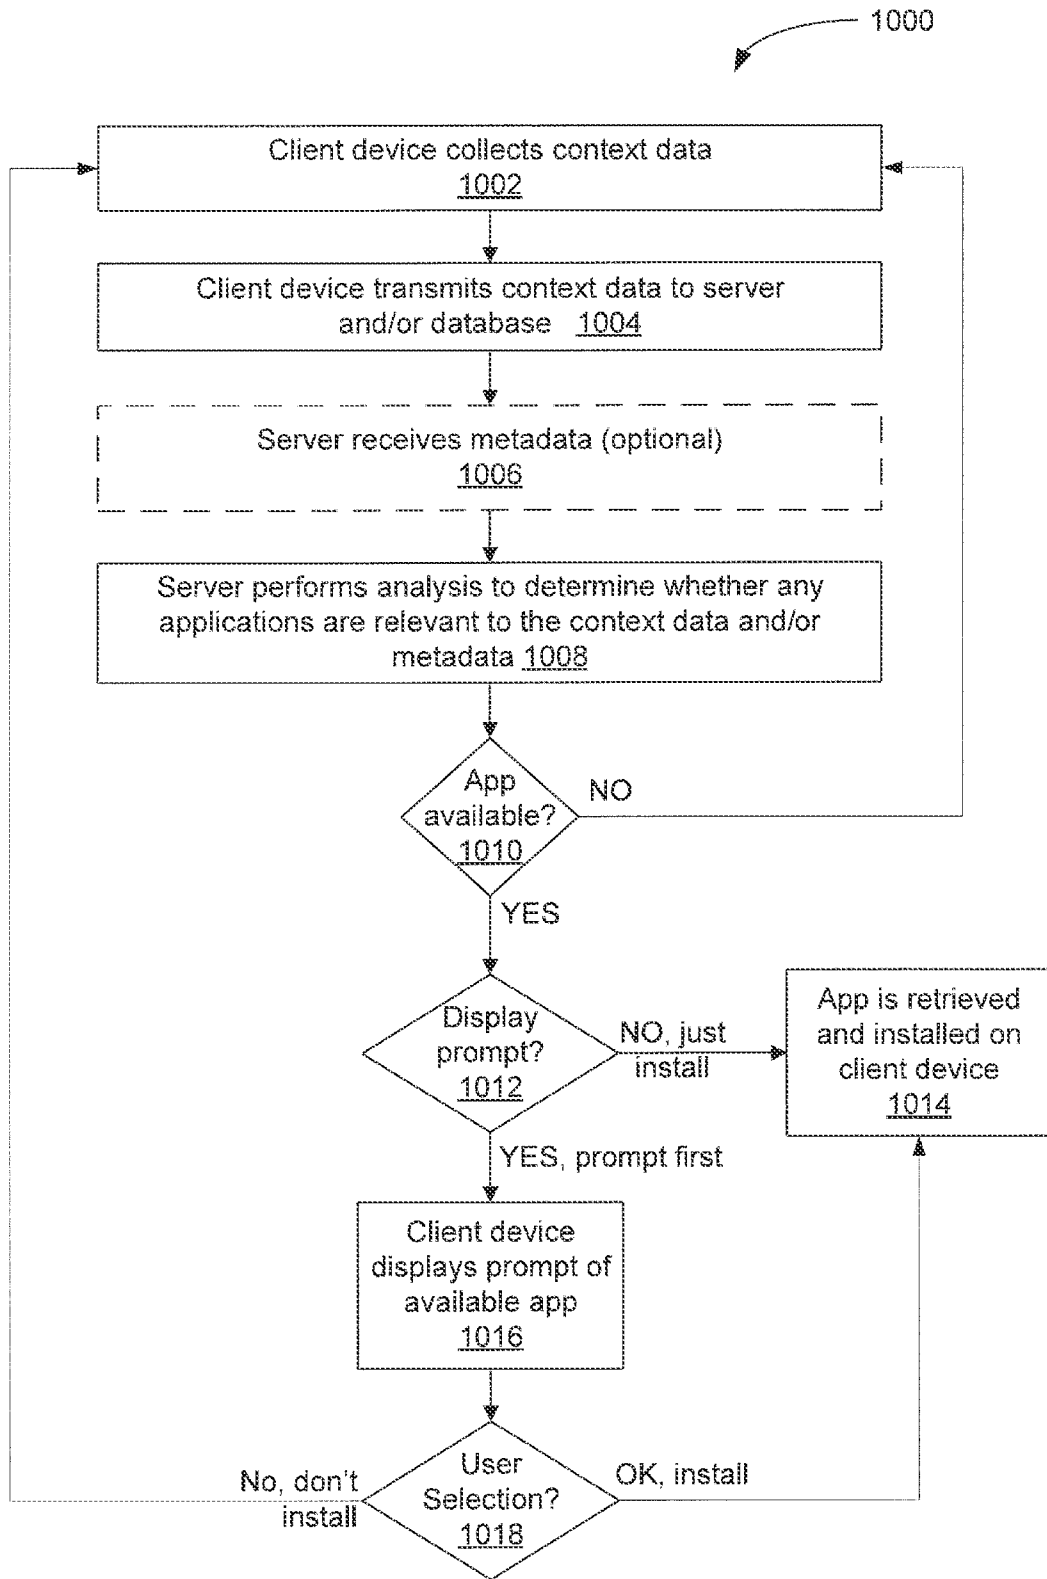 1000
Client device collects context data
1002
Client device transmits context data to server
and/or database 1004
Server receives metadata (optional)
1006
Server performs analysis to determine whether any
applications are relevant to the context data and/or
metadata 1008
App
available?
1010
NO
YES
Display
prompt?
1012
NO, just
install
App is retrieved
and installed on
client device
1014
YES, prompt first
Client device
displays prompt of
available app
1016
User
Selection?
1018
No, don't
install
OK, install